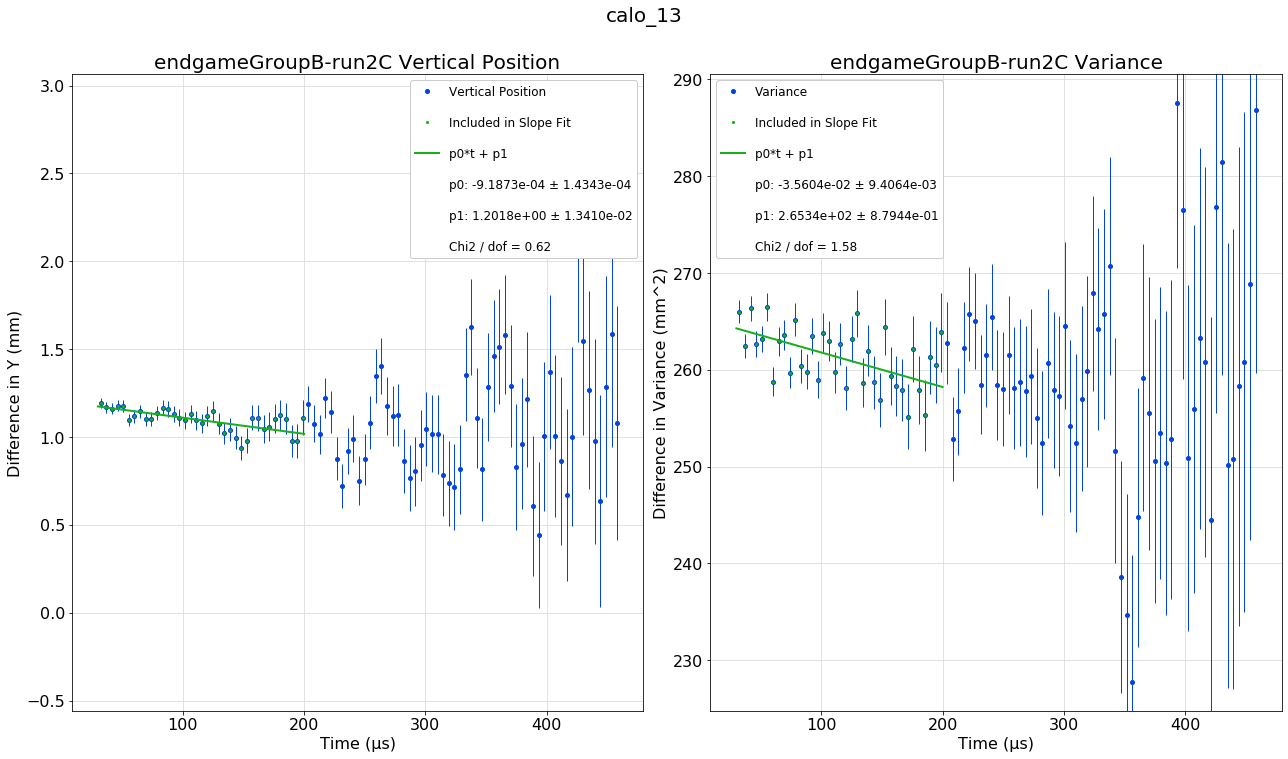 calo_13
endgameGroupB-run2C Vertical Position
3.0
2.5
2.0
1.5
1.0
0.5
0.0
−0.5
Difference in Y (mm)
100
200
300
400
Time (μs)
Vertical Position
Included in Slope Fit
p0*t + p1
p0: -9.1873e-04 ± 1.4343e-04
p1: 1.2018e+00 ± 1.3410e-02
Chi2 / dof = 0.62
endgameGroupB-run2C Variance
290
280
270
260
250
240
230
Difference in Variance (mm^2)
100
200
300
400
Time (μs)
Variance
Included in Slope Fit
p0*t + p1
p0: -3.5604e-02 ± 9.4064e-03
p1: 2.6534e+02 ± 8.7944e-01
Chi2 / dof = 1.58